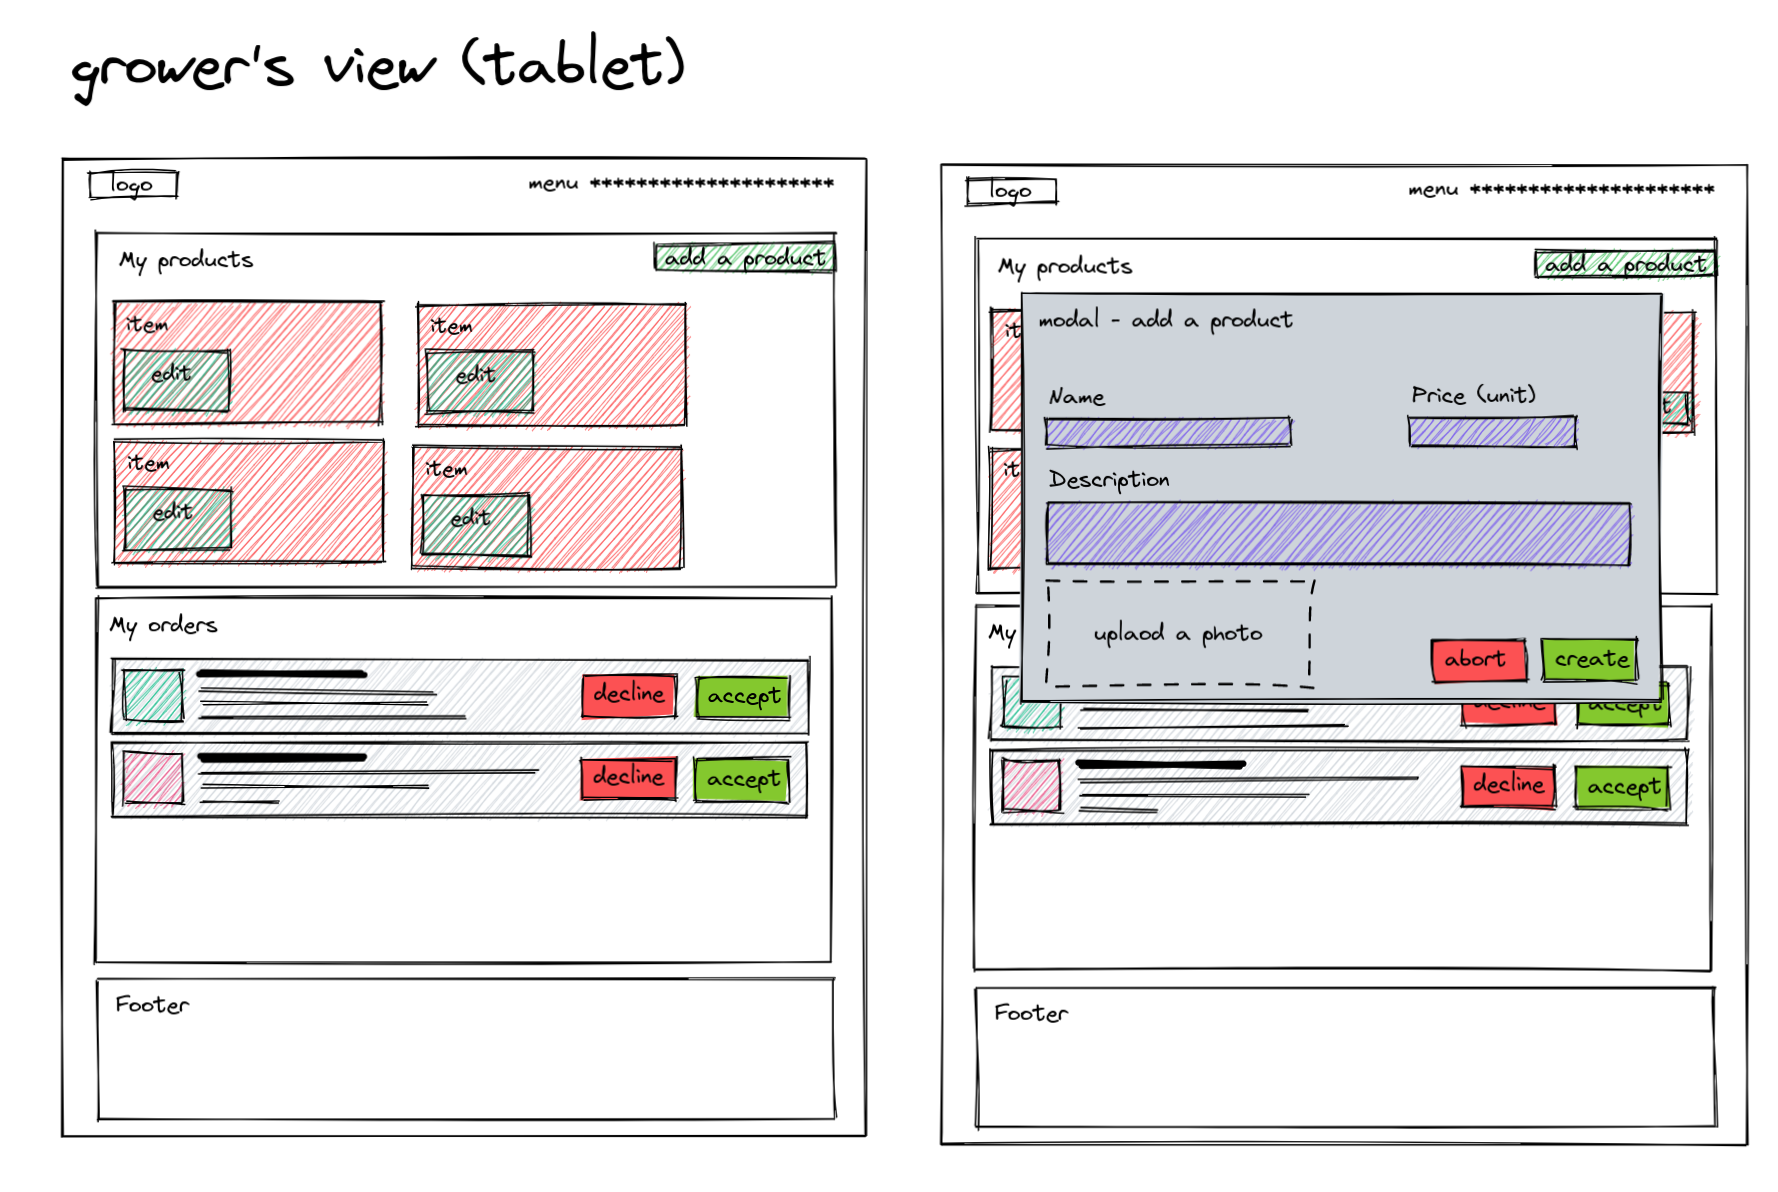 grower's view (tablet)
logo
menu *********************
My products
add a product
item
edit
item
edit
item
edit
item
edit
My orders
decline
accept
decline
accept
Footer
logo
menu *********************
My products
add a product
it
modal - add a product
Name
Price (unit)
t
Description
it
uplaod a photo
abort
create
My
decline
accept
decline
accept
Footer